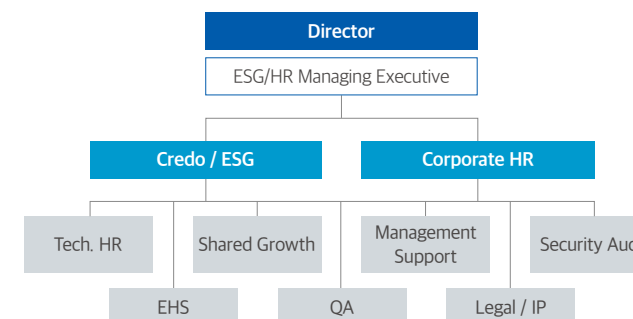 Director
ESG/HR Managing Executive
Credo / ESG
Corporate HR
Tech. HR
Shared Growth
Management
Support
Security
EHS
QA
Legal / IP